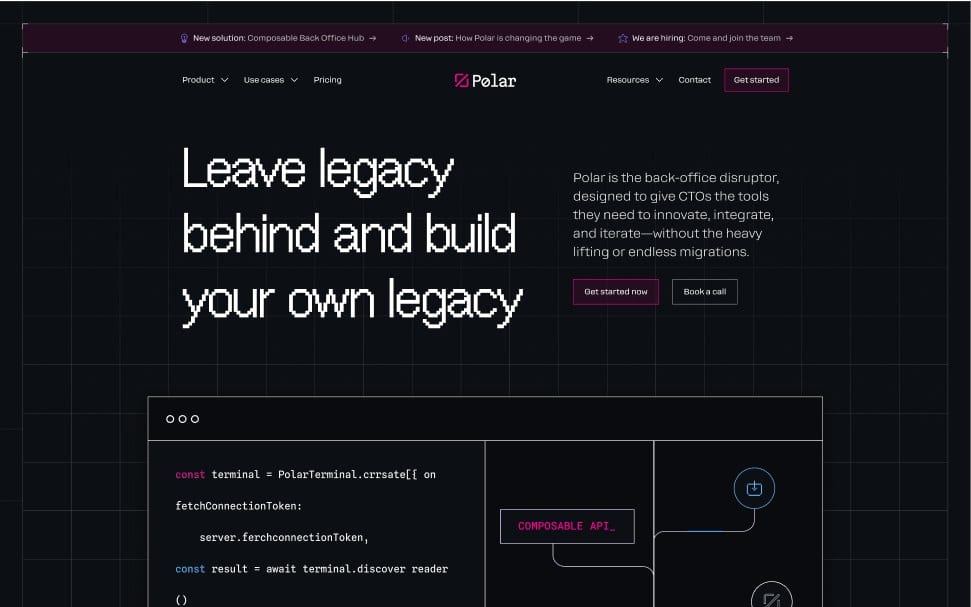 New solution: Composable Back Office Hub →
New post: How Polar is changing the game →
We are hiring: Come and join the team →
Product
Use cases
Pricing
Polar
Resources
Contact
Get started
Leave legacy
behind and build
your own legacy
Polar is the back-office disruptor,
designed to give CTOs the tools
they need to innovate, integrate,
and iterate—without the heavy
lifting or endless migrations.
Get started now
Book a call
const terminal = PolarTerminal.crrsate[{ on
fetchConnectionToken:
server.ferchconnectionToken,
const result = await terminal.discover reader
()
COMPOSABLE API_